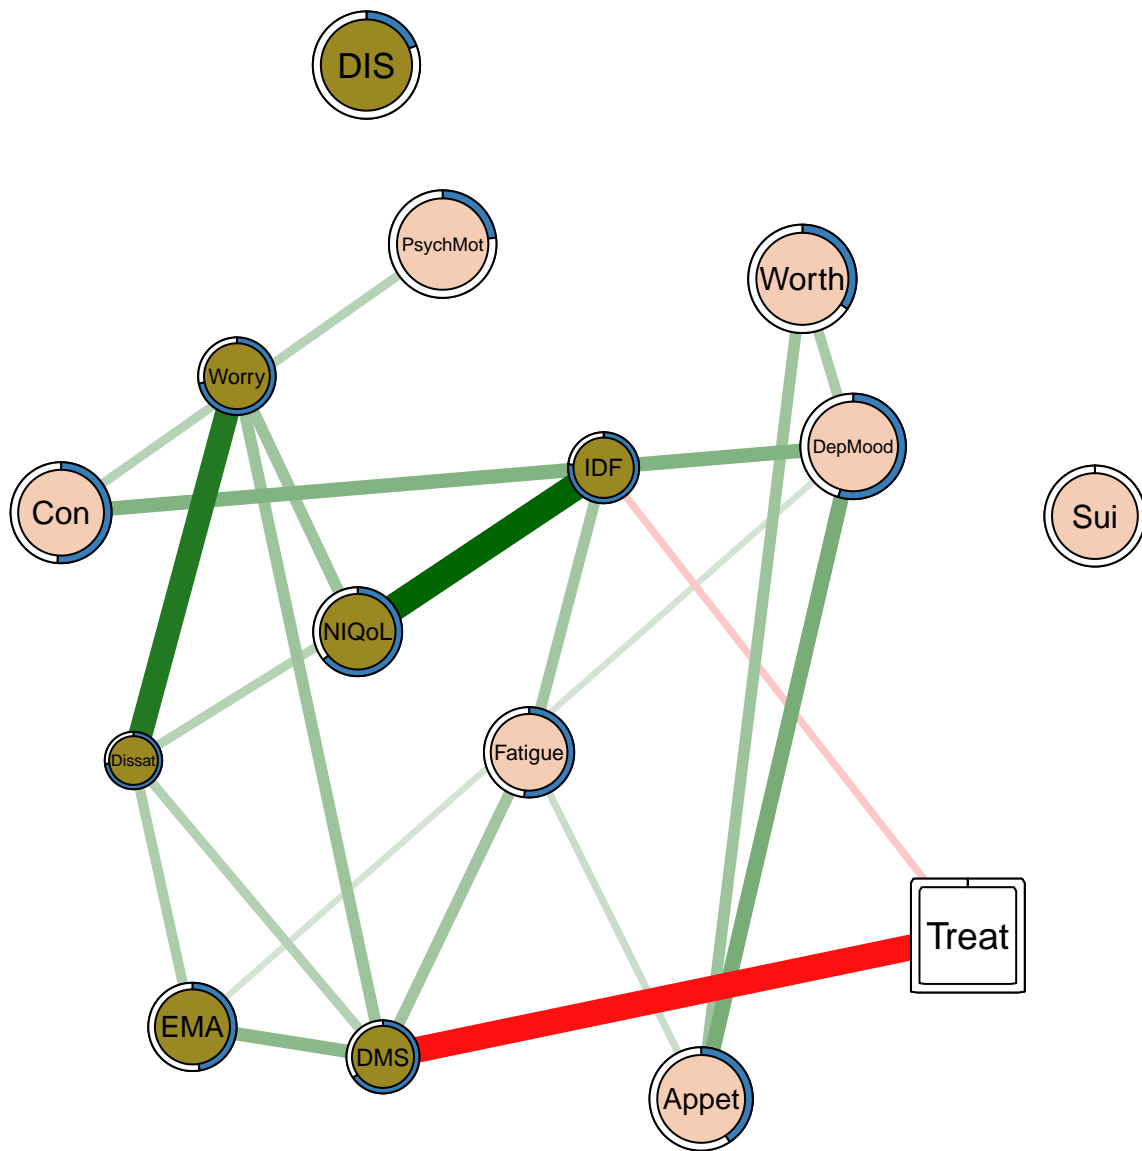 DIS
PsychMot
Worth
Worry
DepMood
IDF
Con
Sui
NIQoL
Fatigue
Dissat
Treat
EMA
DMS
Appet